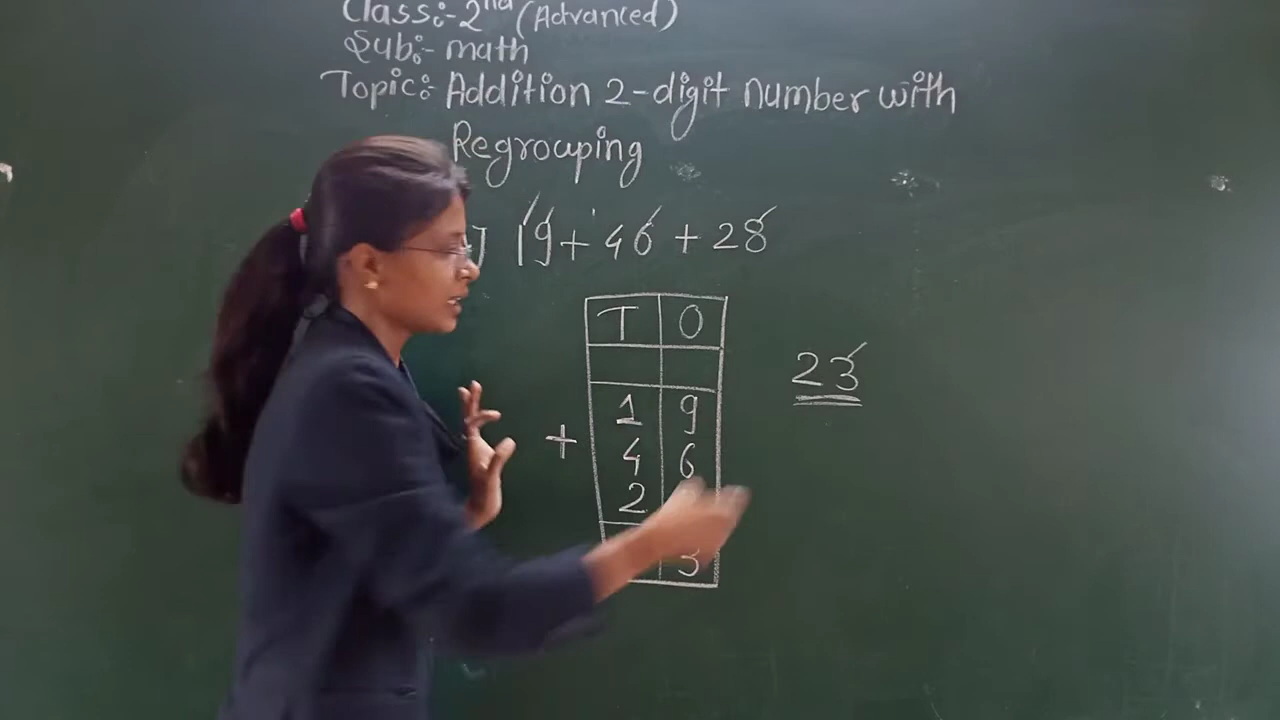 Class:-2nd (Advanced)
Sub:- math
Topic: Addition 2-digit number with
Regrouping
19+ 46 + 28
T O
23
1 9
+ 4 6
2
3